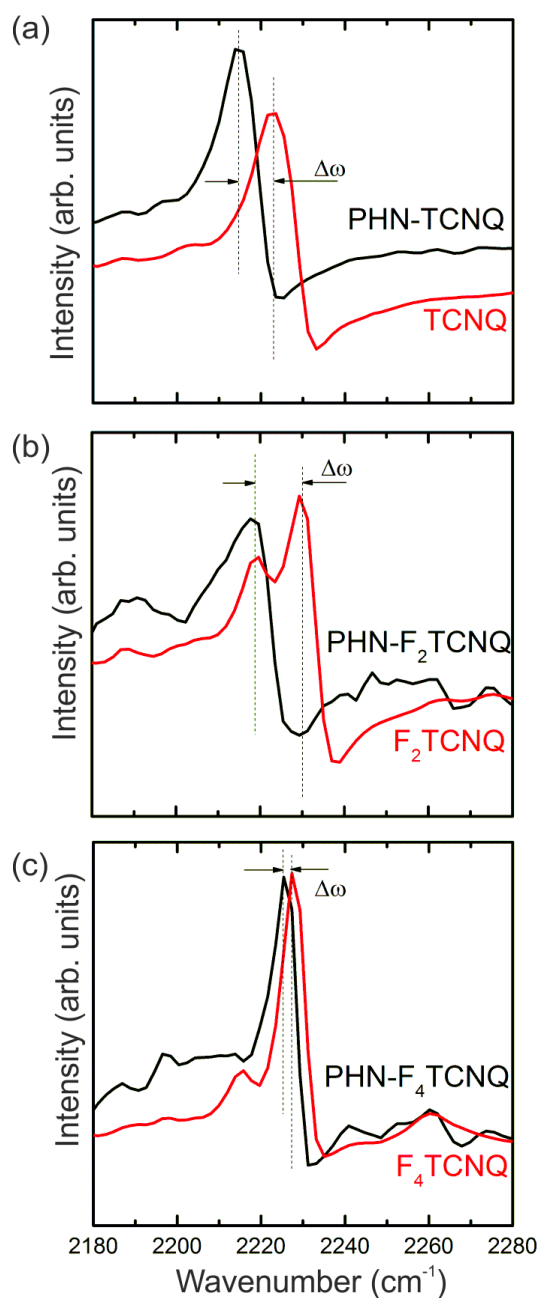 (a)
Intensity (arb. units)
Δω
PHN-TCNQ
TCNQ
(b)
Intensity (arb. units)
Δω
PHN-F₂TCNQ
F₂TCNQ
(c)
Intensity (arb. units)
Δω
PHN-F₄TCNQ
F₄TCNQ
2180 2200 2220 2240 2260 2280
Wavenumber (cm⁻¹)